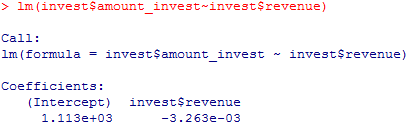 > lm(invest$amount_invest~invest$revenue)
Call:
lm(formula = invest$amount_invest ~ invest$revenue)
Coefficients:
(Intercept) invest$revenue
1.113e+03 -3.263e-03